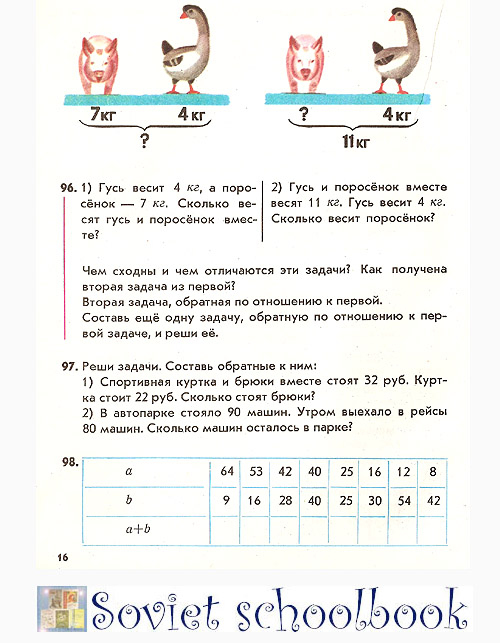 7кг 4кг ? 4кг
? 11кг
96. 1) Гусь весит 4 кг, а поро-
сёнок — 7 кг. Сколько ве-
сят гусь и поросёнок вмес-
те?
2) Гусь и поросёнок вместе
весят 11 кг. Гусь весит 4 кг.
Сколько весит поросёнок?
Чем сходны и чем отличаются эти задачи? Как получена
вторая задача из первой?
Вторая задача, обратная по отношению к первой.
Составь ещё одну задачу, обратную по отношению к пер-
вой задаче, и реши её.
97. Реши задачи. Составь обратные к ним:
1) Спортивная куртка и брюки вместе стоят 32 руб. Курт-
ка стоит 22 руб. Сколько стоят брюки?
2) В автопарке стояло 90 машин. Утром выехало в рейсы
80 машин. Сколько машин осталось в парке?
98.
a 64 53 42 40 25 16 12 8
b 9 16 28 40 25 30 54 42
a+b
16
Soviet schoolbook